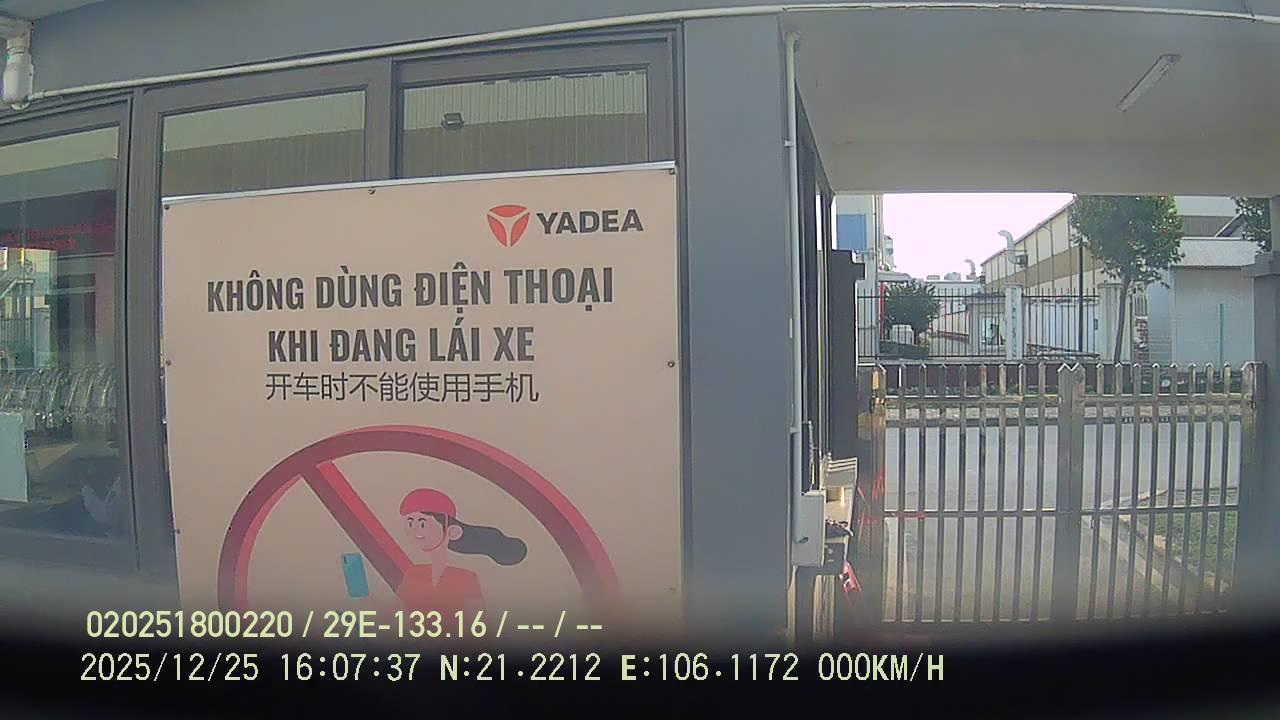 YADEA
KHÔNG DÙNG ĐIỆN THOẠI
KHI ĐANG LÁI XE
开车时不能使用手机
020251800220 / 29E-133.16 / -- / --
2025/12/25 16:07:37 N:21.2212 E:106.1172 000KM/H